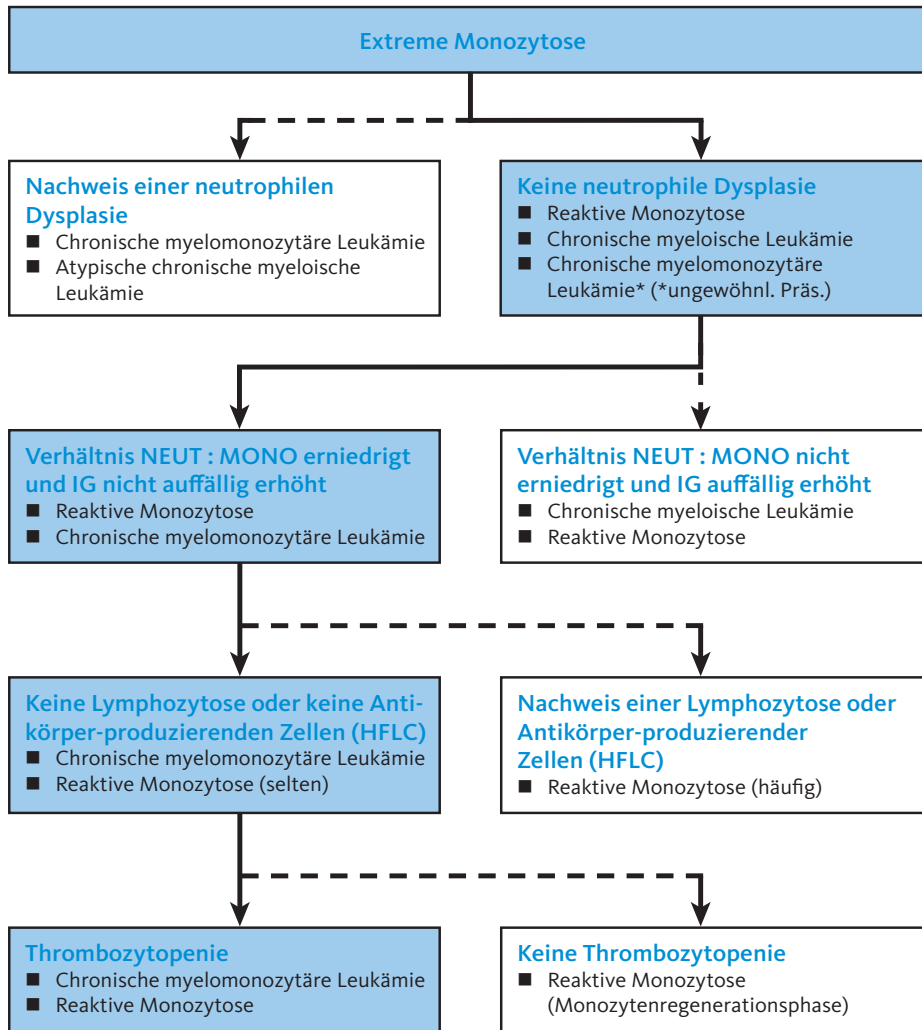 Extreme Monozytose
Nachweis einer neutrophilen
Dysplasie
■ Chronische myelomonozytäre Leukämie
■ Atypische chronische myeloische
Leukämie
Keine neutrophile Dysplasie
■ Reaktive Monozytose
■ Chronische myeloische Leukämie
■ Chronische myelomonozytäre
Leukämie* (*ungewöhnl. Präs.)
Verhältnis NEUT : MONO erniedrigt
und IG nicht auffällig erhöht
■ Reaktive Monozytose
■ Chronische myelomonozytäre Leukämie
Verhältnis NEUT : MONO nicht
erniedrigt und IG auffällig erhöht
■ Chronische myeloische Leukämie
■ Reaktive Monozytose
Keine Lymphozytose oder keine Anti-
körper-produzierenden Zellen (HFLC)
■ Chronische myelomonozytäre Leukämie
■ Reaktive Monozytose (selten)
Nachweis einer Lymphozytose oder
Antikörper-produzierender
Zellen (HFLC)
■ Reaktive Monozytose (häufig)
Thrombozytopenie
■ Chronische myelomonozytäre Leukämie
■ Reaktive Monozytose
Keine Thrombozytopenie
■ Reaktive Monozytose
(Monozytenregenerationsphase)